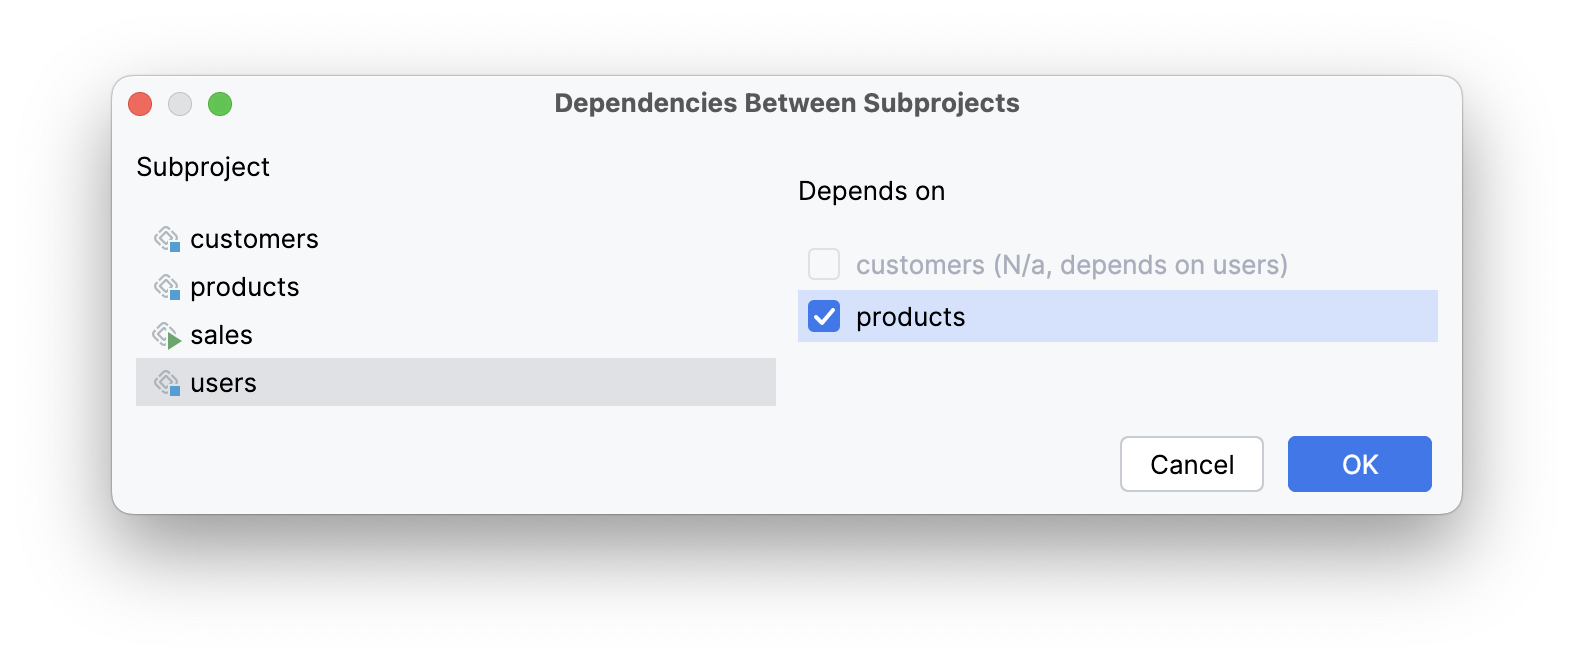 Dependencies Between Subprojects
Subproject
customers
products
sales
users
Depends on
customers (N/a, depends on users)
products
Cancel
OK